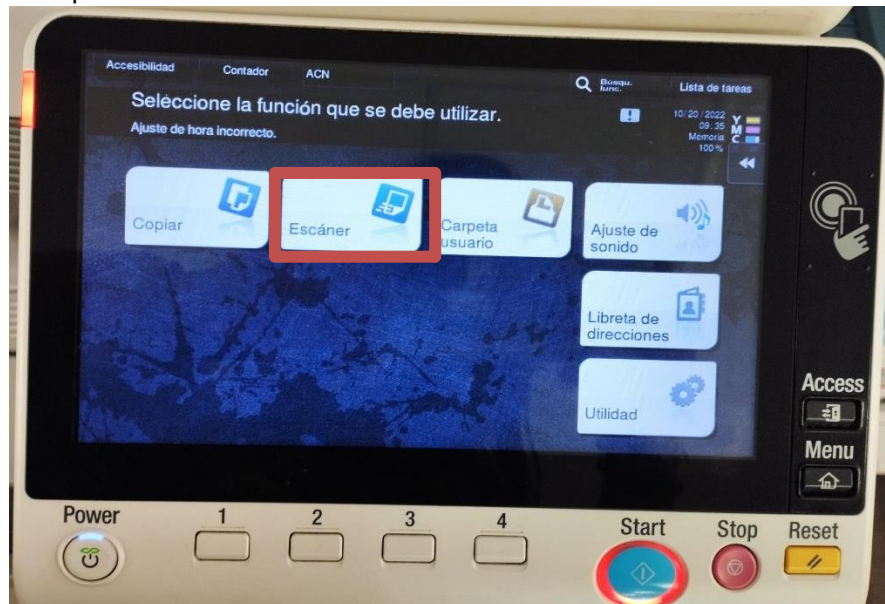 Accesibilidad
Contador
ACN
Búsqu.
func.
Lista de tareas
Seleccione la función que se debe utilizar.
Ajuste de hora incorrecto.
10/20/2022
09:35
Memoria
100%
Y
M
C
Copiar
Escáner
Carpeta
usuario
Ajuste de
sonido
Libreta de
direcciones
Utilidad
Access
Menu
Power
1
2
3
4
Start
Stop
Reset